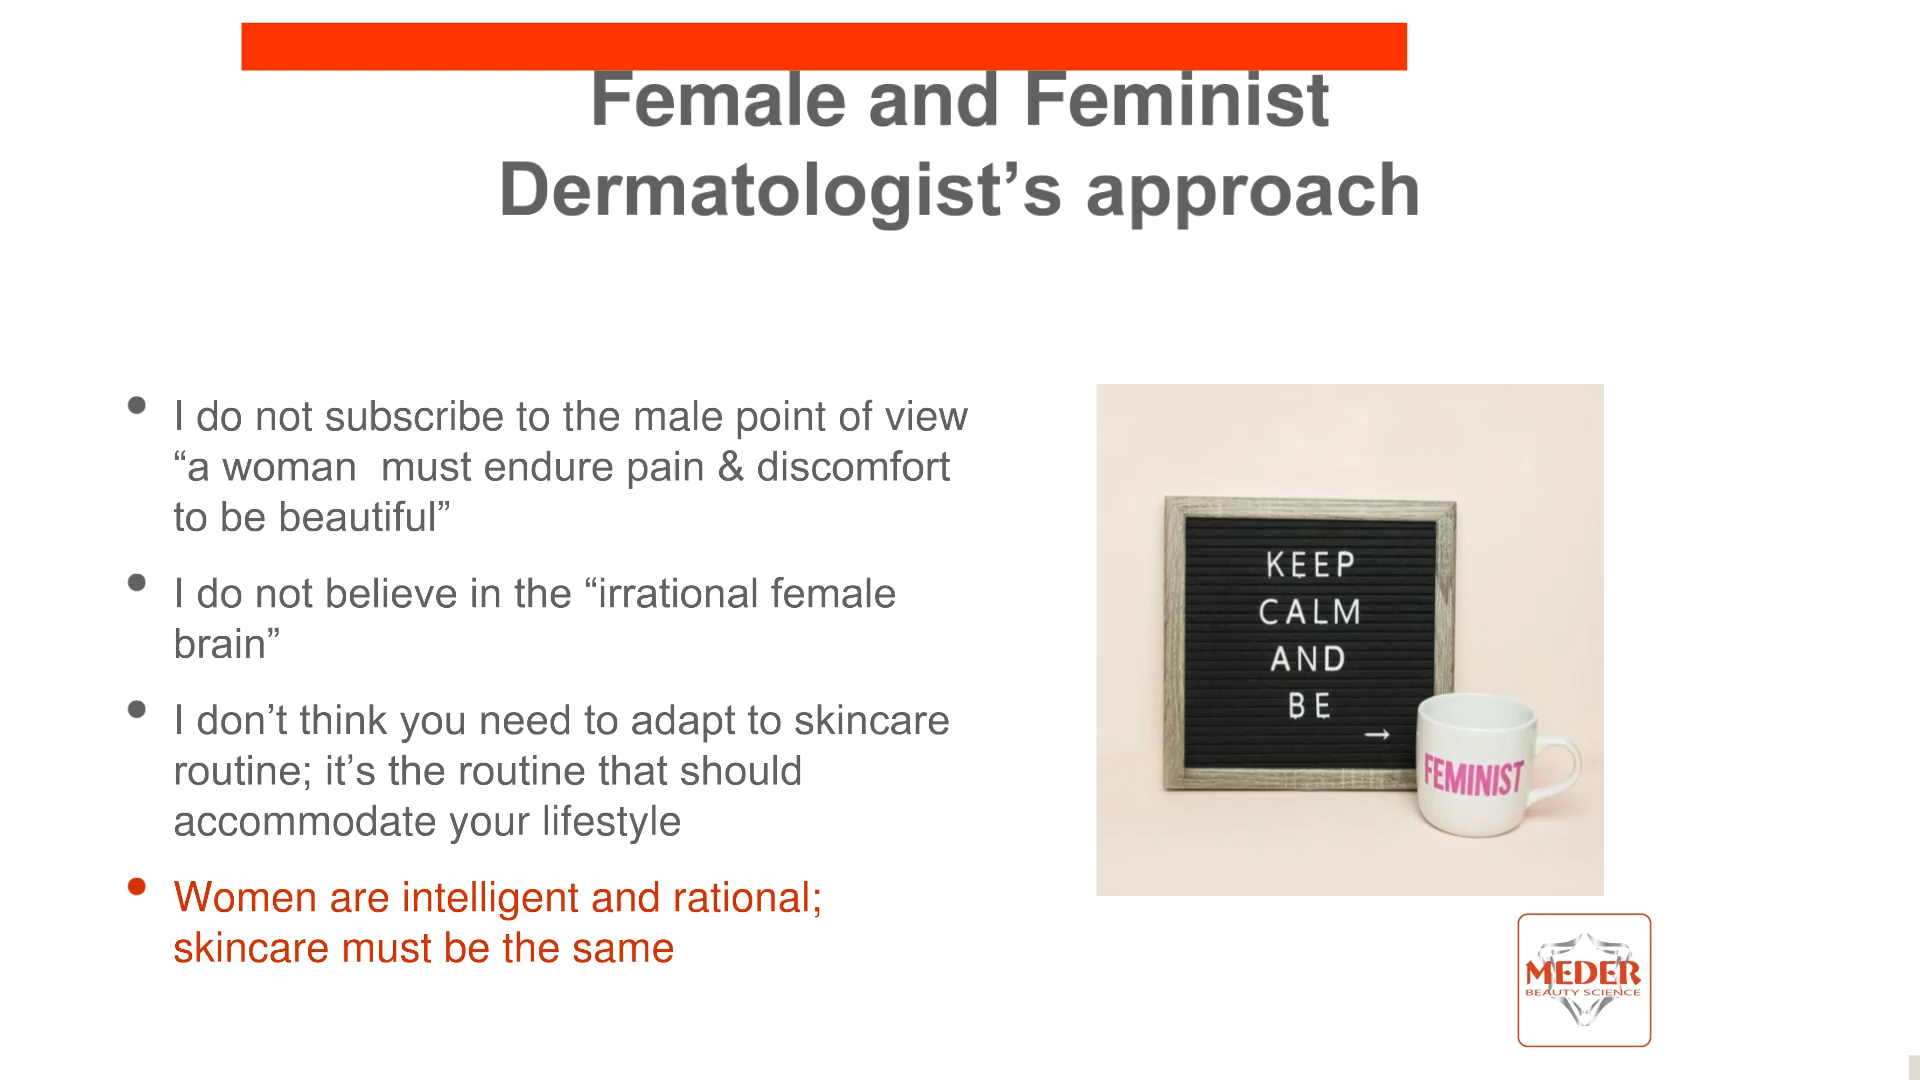 Female and Feminist
Dermatologist’s approach
• I do not subscribe to the male point of view
“a woman  must endure pain & discomfort
to be beautiful”
• I do not believe in the “irrational female
brain”
• I don’t think you need to adapt to skincare
routine; it’s the routine that should
accommodate your lifestyle
• Women are intelligent and rational;
skincare must be the same
KEEP
CALM
AND
BE
→
FEMINIST
MEDER
BEAUTY SCIENCE